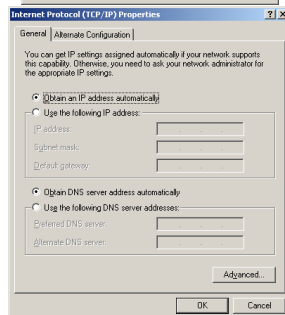 Internet Protocol (TCP/IP) Properties
General
Alternate Configuration
You can get IP settings assigned automatically if your network supports
this capability. Otherwise, you need to ask your network administrator for
the appropriate IP settings.
Obtain an IP address automatically
Use the following IP address:
IP address:
Subnet mask:
Default gateway:
Obtain DNS server address automatically
Use the following DNS server addresses:
Preferred DNS server:
Alternate DNS server:
Advanced...
OK
Cancel